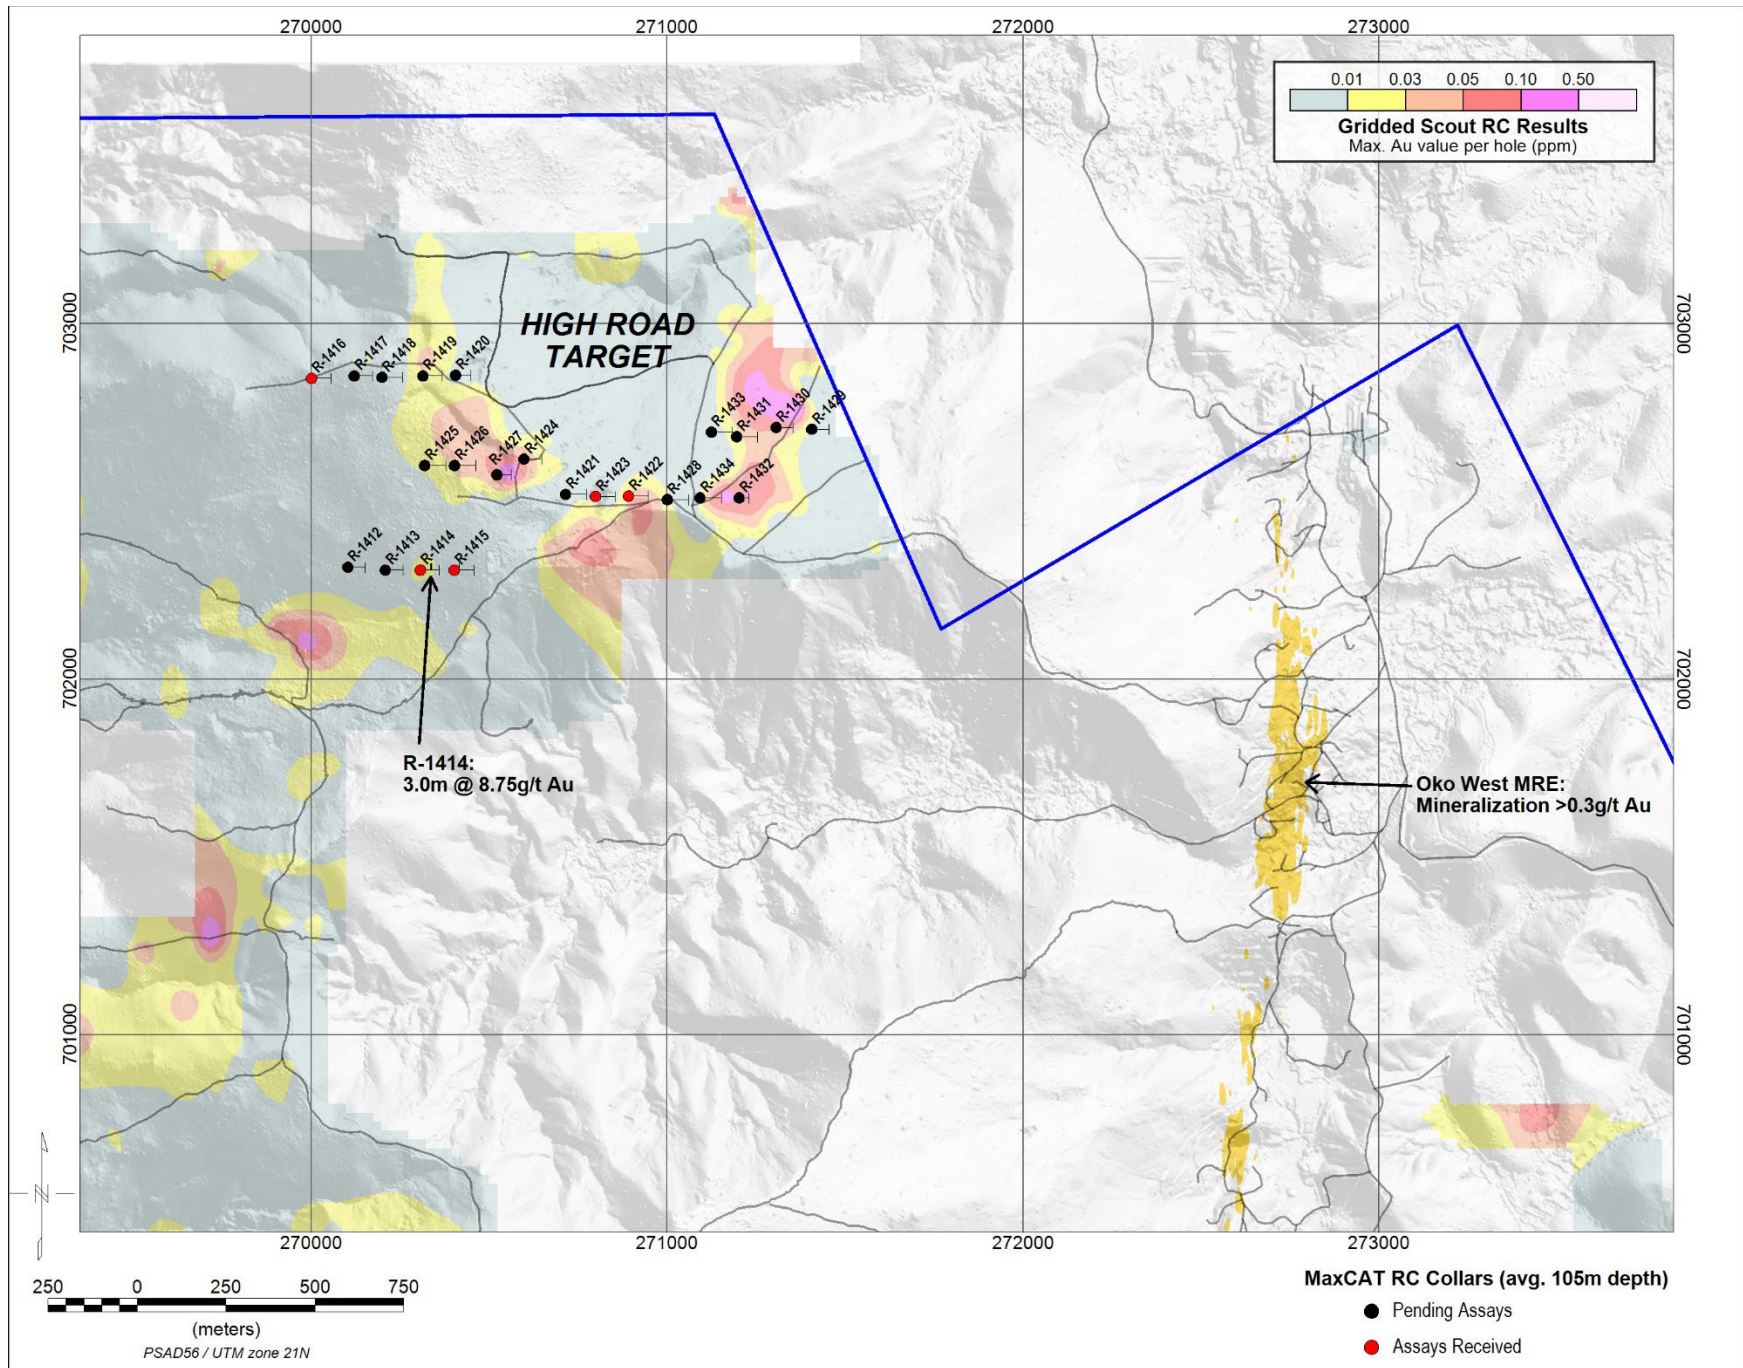 270000
271000
272000
273000
0.01 0.03 0.05 0.10 0.50
Gridded Scout RC Results
Max. Au value per hole (ppm)
703000
703000
HIGH ROAD
TARGET
R-1416
R-1417
R-1418
R-1419
R-1420
R-1433
R-1431
R-1430
R-1429
R-1425
R-1426
R-1427
R-1424
R-1421
R-1423
R-1422
R-1428
R-1434
R-1432
R-1412
R-1413
R-1414
R-1415
702000
702000
R-1414:
3.0m @ 8.75g/t Au
Oko West MRE:
Mineralization >0.3g/t Au
701000
701000
N
270000
271000
272000
273000
250 0 250 500 750
(meters)
PSAD56 / UTM zone 21N
MaxCAT RC Collars (avg. 105m depth)
Pending Assays
Assays Received